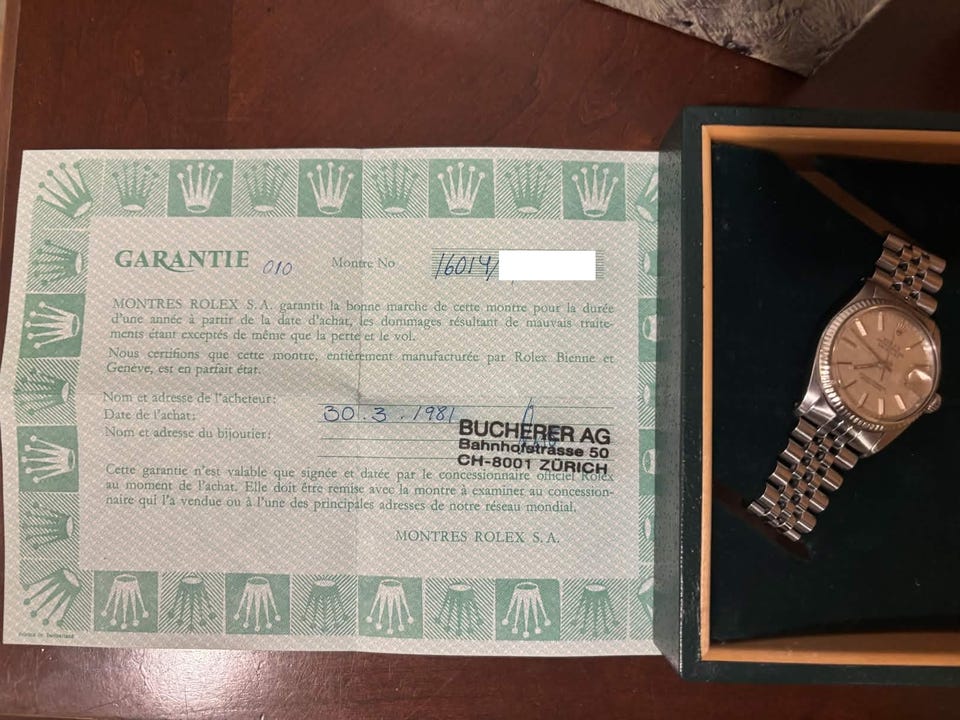 GARANTIE 010 Montre No 16014/
MONTRES ROLEX S.A. garantit la bonne marche de cette montre pour la durée
d'une année à partir de la date d'achat, les dommages résultant de mauvais traite-
ments étant exceptés de même que la perte et le vol.
Nous certifions que cette montre, entièrement manufacturée par Rolex Bienne et
Genève, est en parfait état.
Nom et adresse de l'acheteur:
Date de l'achat: 30.3.1981
Nom et adresse du bijoutier:
BUCHERER AG
Bahnhofstrasse 50
CH-8001 ZÜRICH
Cette garantie n'est valable que signée et datée par le concessionnaire officiel Rolex
au moment de l'achat. Elle doit être remise avec la montre à examiner au concession-
naire qui l'a vendue ou à l'une des principales adresses de notre réseau mondial.
MONTRES ROLEX S.A.
Printed in Switzerland